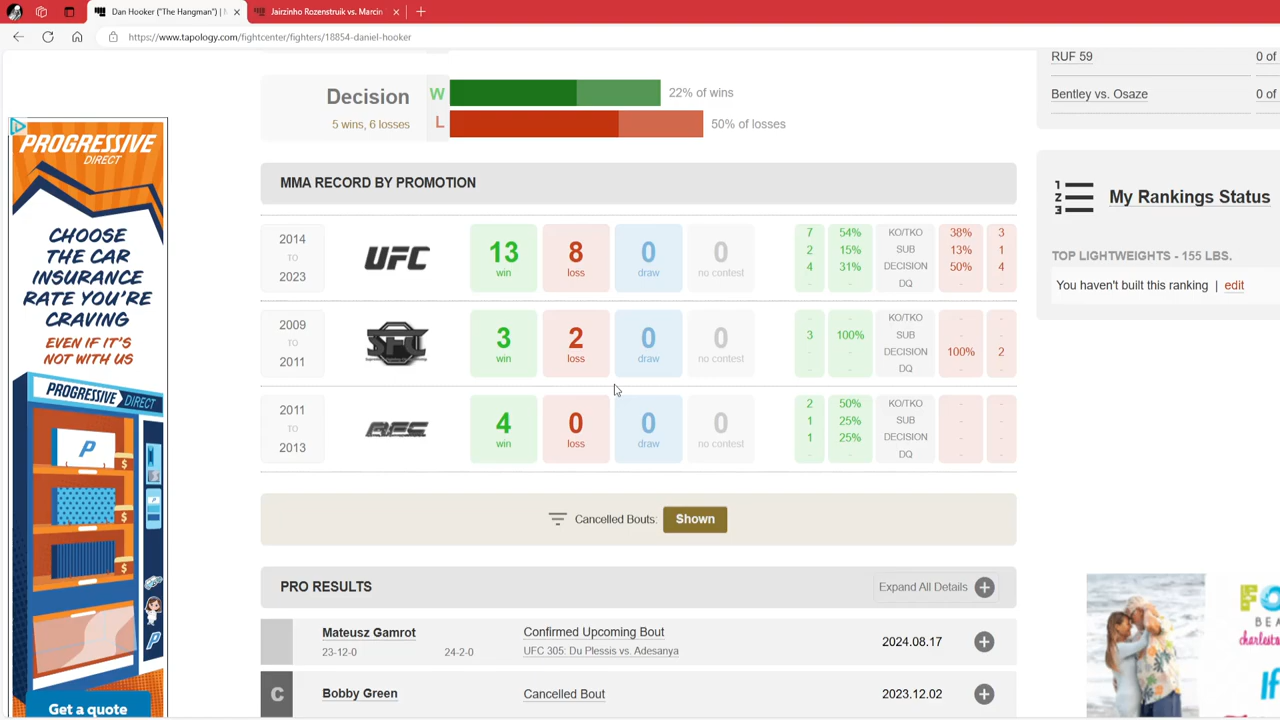 Dan Hooker ("The Hangman") | M
Jairzinho Rozenstruik vs. Marcin
https://www.tapology.com/fightcenter/fighters/18854-daniel-hooker
PROGRESSIVE
DIRECT
CHOOSE
THE CAR
INSURANCE
RATE YOU'RE
CRAVING
EVEN IF IT'S
NOT WITH US
PROGRESSIVE DIRECT
P
$
$
$
P
Get a quote
Decision
5 wins, 6 losses
W
22% of wins
L
50% of losses
MMA RECORD BY PROMOTION
2014
TO
2023
UFC
13
win
8
loss
0
draw
0
no contest
7 54% KO/TKO 38% 3
2 15% SUB 13% 1
4 31% DECISION 50% 4
- - DQ - -
2009
TO
2011
SFC
3
win
2
loss
0
draw
0
no contest
- - KO/TKO - -
3 100% SUB - -
- - DECISION 100% 2
- - DQ - -
2011
TO
2013
4
win
0
loss
0
draw
0
no contest
2 50% KO/TKO - -
1 25% SUB - -
1 25% DECISION - -
- - DQ - -
Cancelled Bouts: Shown
PRO RESULTS
Expand All Details
Mateusz Gamrot
23-12-0 24-2-0
Confirmed Upcoming Bout
UFC 305: Du Plessis vs. Adesanya
2024.08.17
C
Bobby Green
Cancelled Bout
2023.12.02
RUF 59
0 of
Bentley vs. Osaze
0 of
1
2
3
My Rankings Status
TOP LIGHTWEIGHTS - 155 LBS.
You haven't built this ranking | edit
FO
BEA
charlesto
If